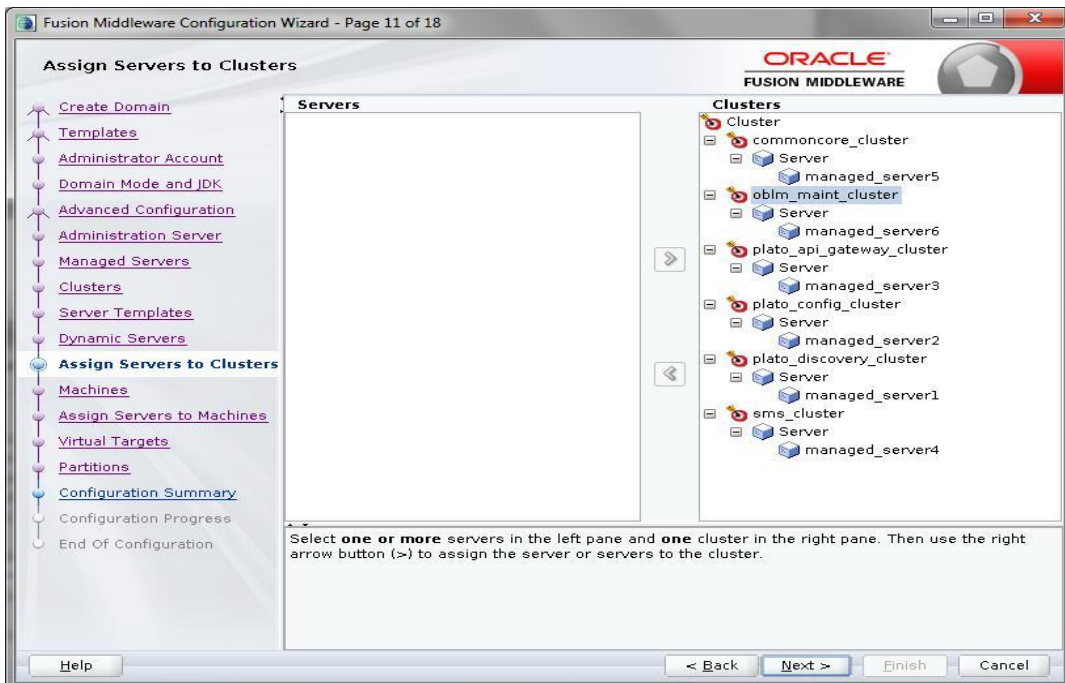 Fusion Middleware Configuration Wizard - Page 11 of 18
Assign Servers to Clusters
ORACLE
FUSION MIDDLEWARE
Create Domain
Templates
Administrator Account
Domain Mode and JDK
Advanced Configuration
Administration Server
Managed Servers
Clusters
Server Templates
Dynamic Servers
Assign Servers to Clusters
Machines
Assign Servers to Machines
Virtual Targets
Partitions
Configuration Summary
Configuration Progress
End Of Configuration
Servers
Clusters
Cluster
commoncore_cluster
Server
managed_server5
oblm_maint_cluster
Server
managed_server6
plato_api_gateway_cluster
Server
managed_server3
plato_config_cluster
Server
managed_server2
plato_discovery_cluster
Server
managed_server1
sms_cluster
Server
managed_server4
Select one or more servers in the left pane and one cluster in the right pane. Then use the right
arrow button (>) to assign the server or servers to the cluster.
Help
< Back
Next >
Finish
Cancel